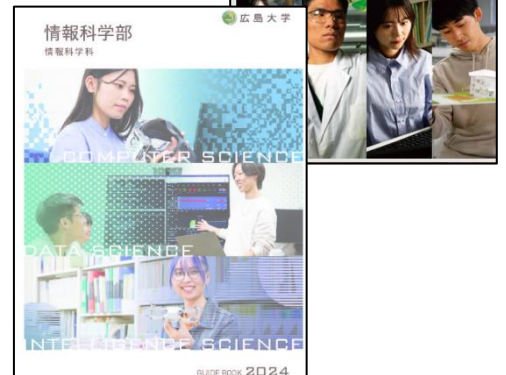 広島大学
情報科学部
情報科学科
COMPUTER SCIENCE
DATA SCIENCE
INTELLIGENCE SCIENCE
GUIDE BOOK 2024